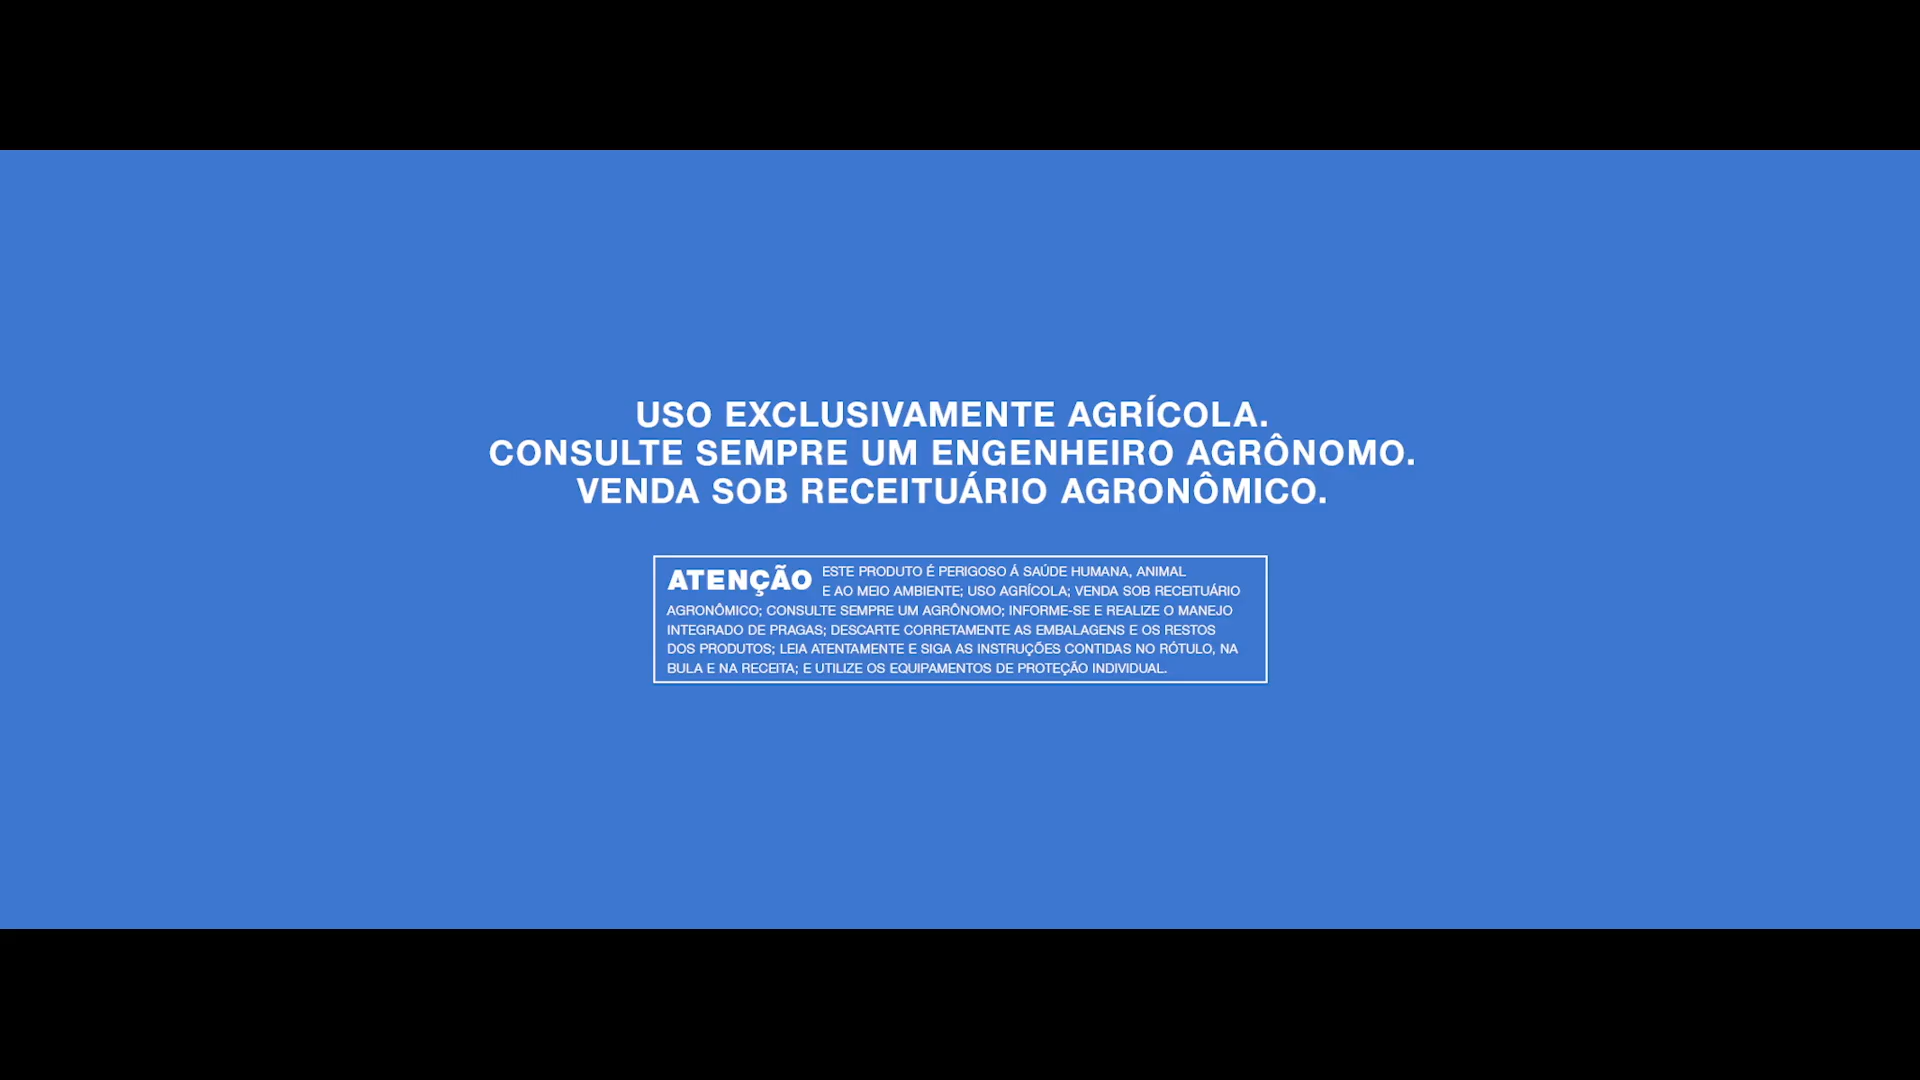 USO EXCLUSIVAMENTE AGRÍCOLA.
CONSULTE SEMPRE UM ENGENHEIRO AGRÔNOMO.
VENDA SOB RECEITUÁRIO AGRONÔMICO.
ATENÇÃO ESTE PRODUTO É PERIGOSO Á SAÚDE HUMANA, ANIMAL
E AO MEIO AMBIENTE; USO AGRÍCOLA; VENDA SOB RECEITUÁRIO
AGRONÔMICO; CONSULTE SEMPRE UM AGRÔNOMO; INFORME-SE E REALIZE O MANEJO
INTEGRADO DE PRAGAS; DESCARTE CORRETAMENTE AS EMBALAGENS E OS RESTOS
DOS PRODUTOS; LEIA ATENTAMENTE E SIGA AS INSTRUÇÕES CONTIDAS NO RÓTULO, NA
BULA E NA RECEITA; E UTILIZE OS EQUIPAMENTOS DE PROTEÇÃO INDIVIDUAL.